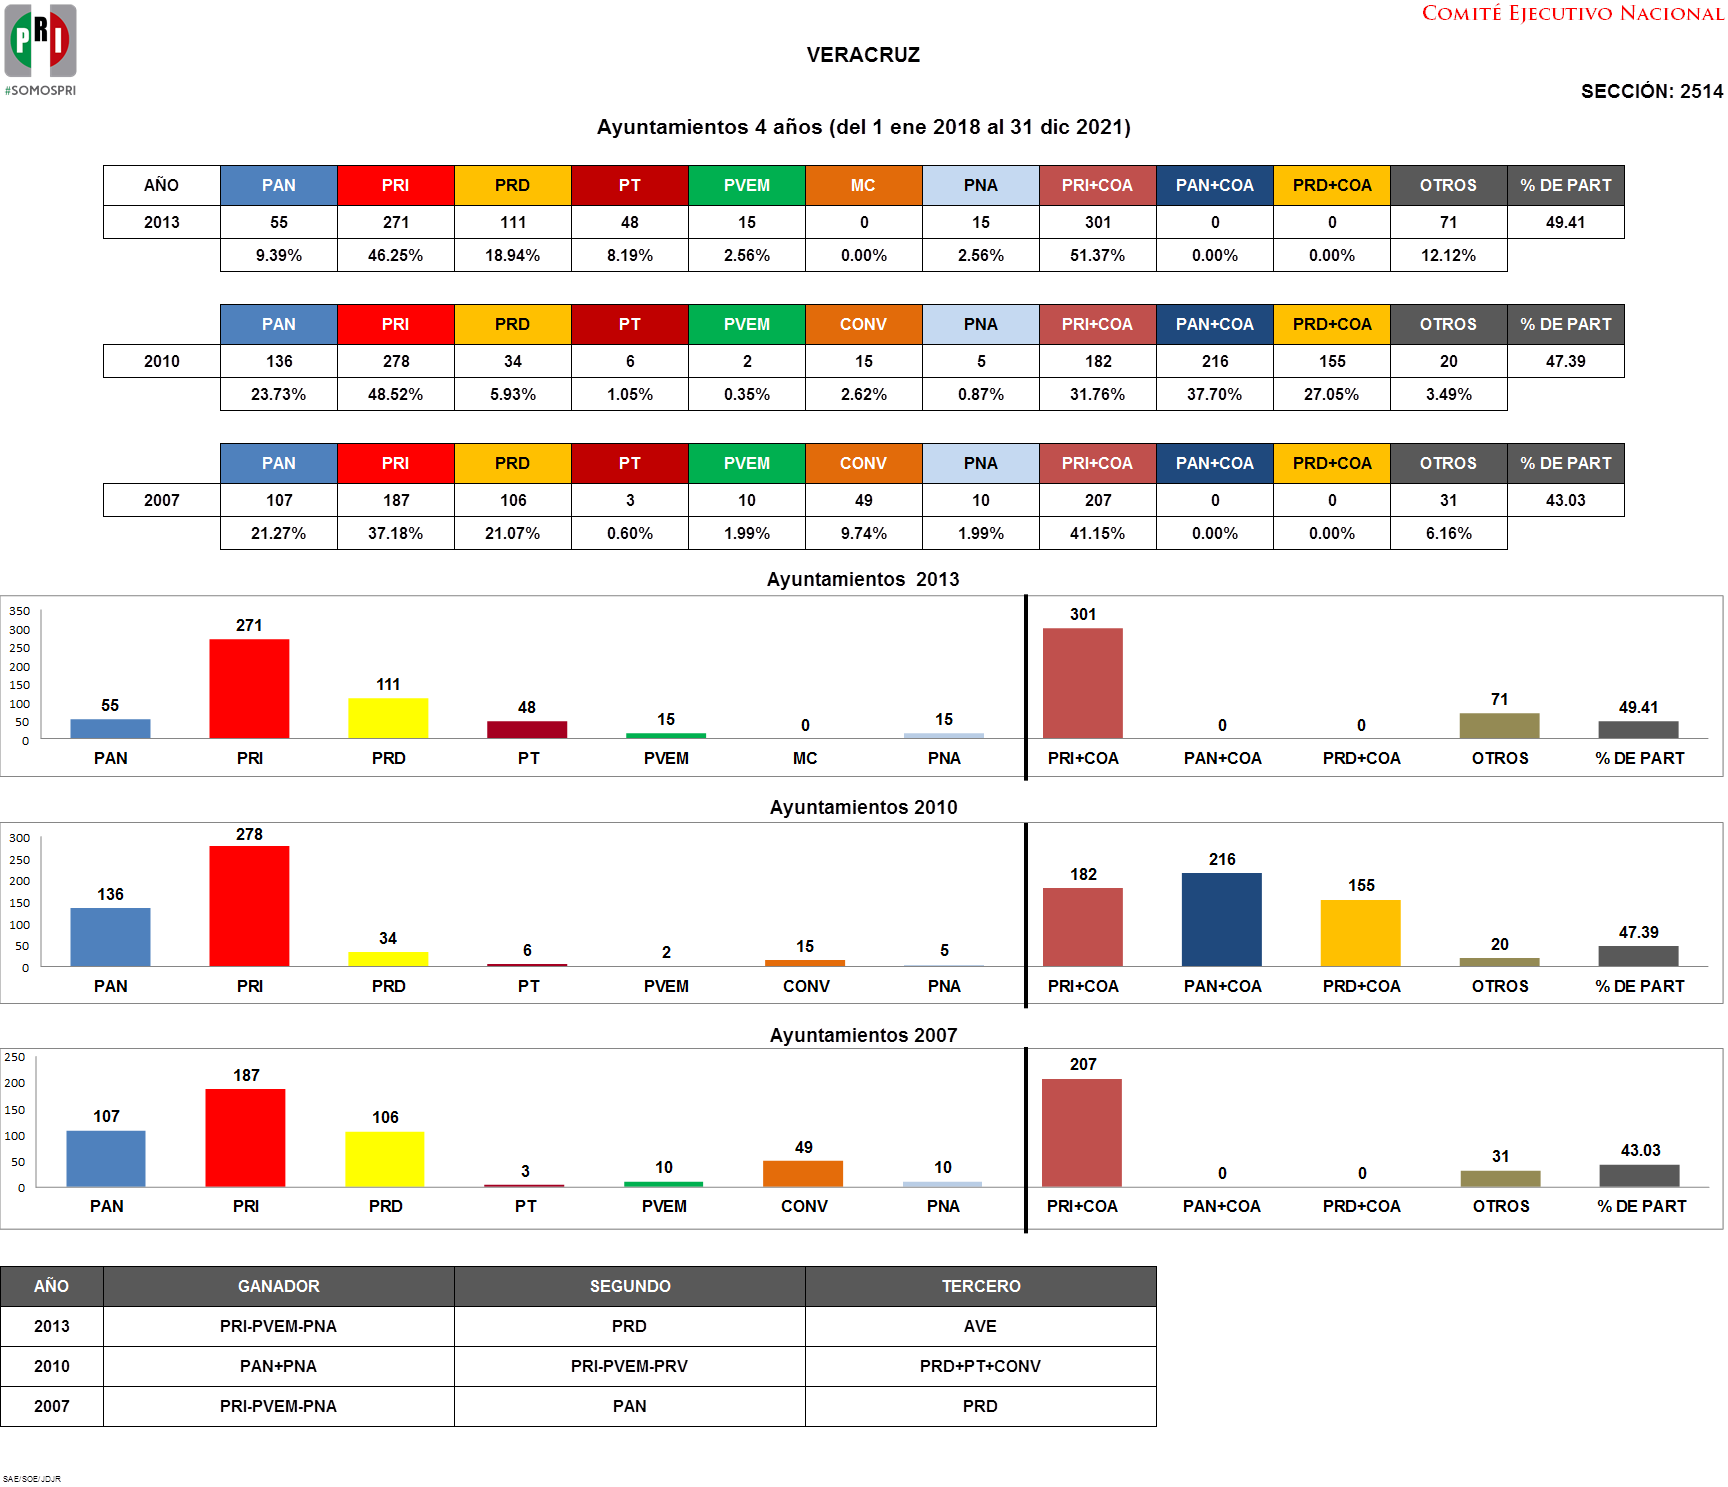 PRI
#SOMOSPRI
COMITÉ EJECUTIVO NACIONAL
VERACRUZ
SECCIÓN: 2514
Ayuntamientos 4 años (del 1 ene 2018 al 31 dic 2021)
AÑO PAN PRI PRD PT PVEM MC PNA PRI+COA PAN+COA PRD+COA OTROS % DE PART
2013 55 271 111 48 15 0 15 301 0 0 71 49.41
9.39% 46.25% 18.94% 8.19% 2.56% 0.00% 2.56% 51.37% 0.00% 0.00% 12.12%
PAN PRI PRD PT PVEM CONV PNA PRI+COA PAN+COA PRD+COA OTROS % DE PART
2010 136 278 34 6 2 15 5 182 216 155 20 47.39
23.73% 48.52% 5.93% 1.05% 0.35% 2.62% 0.87% 31.76% 37.70% 27.05% 3.49%
PAN PRI PRD PT PVEM CONV PNA PRI+COA PAN+COA PRD+COA OTROS % DE PART
2007 107 187 106 3 10 49 10 207 0 0 31 43.03
21.27% 37.18% 21.07% 0.60% 1.99% 9.74% 1.99% 41.15% 0.00% 0.00% 6.16%
Ayuntamientos 2013
350
300
250
200
150
100
50
0
55 271 111 48 15 0 15 301 0 0 71 49.41
PAN PRI PRD PT PVEM MC PNA PRI+COA PAN+COA PRD+COA OTROS % DE PART
Ayuntamientos 2010
300
250
200
150
100
50
0
136 278 34 6 2 15 5 182 216 155 20 47.39
PAN PRI PRD PT PVEM CONV PNA PRI+COA PAN+COA PRD+COA OTROS % DE PART
Ayuntamientos 2007
250
200
150
100
50
0
107 187 106 3 10 49 10 207 0 0 31 43.03
PAN PRI PRD PT PVEM CONV PNA PRI+COA PAN+COA PRD+COA OTROS % DE PART
AÑO GANADOR SEGUNDO TERCERO
2013 PRI-PVEM-PNA PRD AVE
2010 PAN+PNA PRI-PVEM-PRV PRD+PT+CONV
2007 PRI-PVEM-PNA PAN PRD
SAE/SOE/JDJR